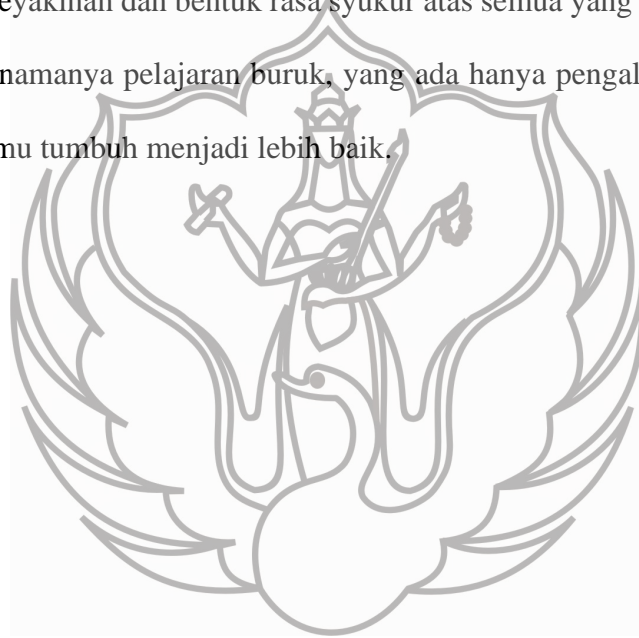 eyakinan dan bentuk rasa syukur atas semua yang
namanya pelajaran buruk, yang ada hanya pengal
mu tumbuh menjadi lebih baik.